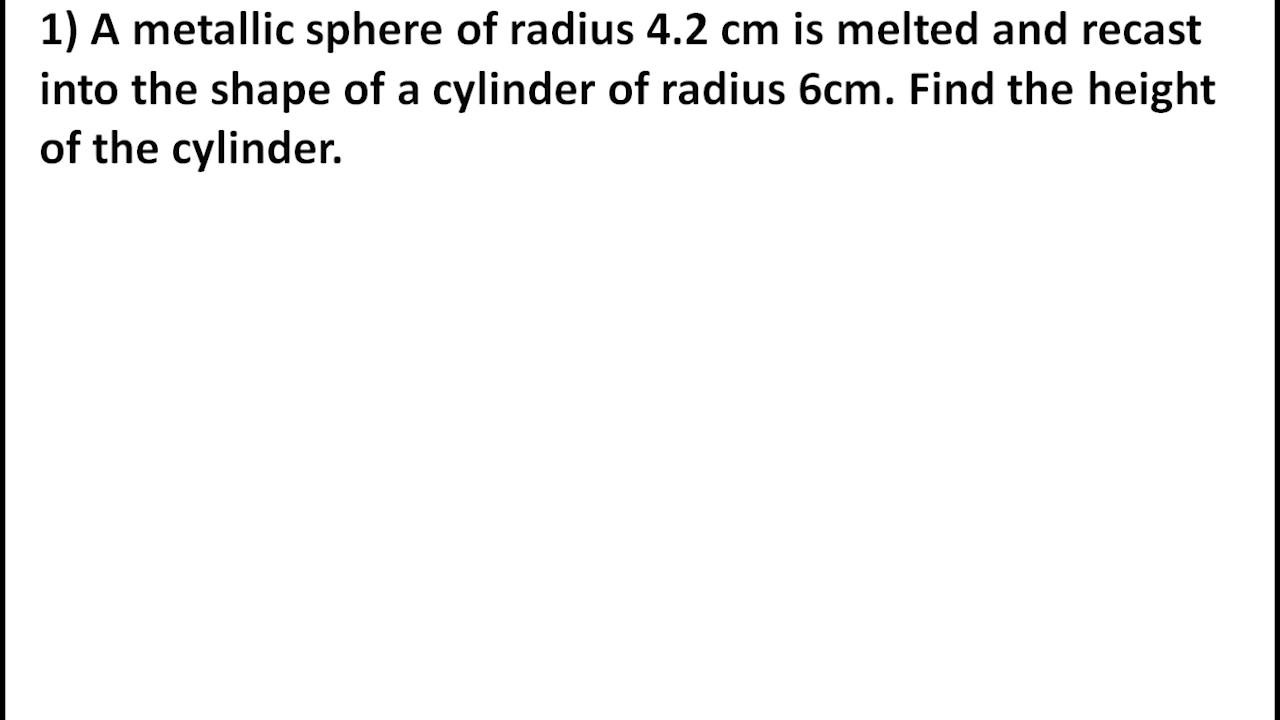 1) A metallic sphere of radius 4.2 cm is melted and recast
into the shape of a cylinder of radius 6cm. Find the height
of the cylinder.